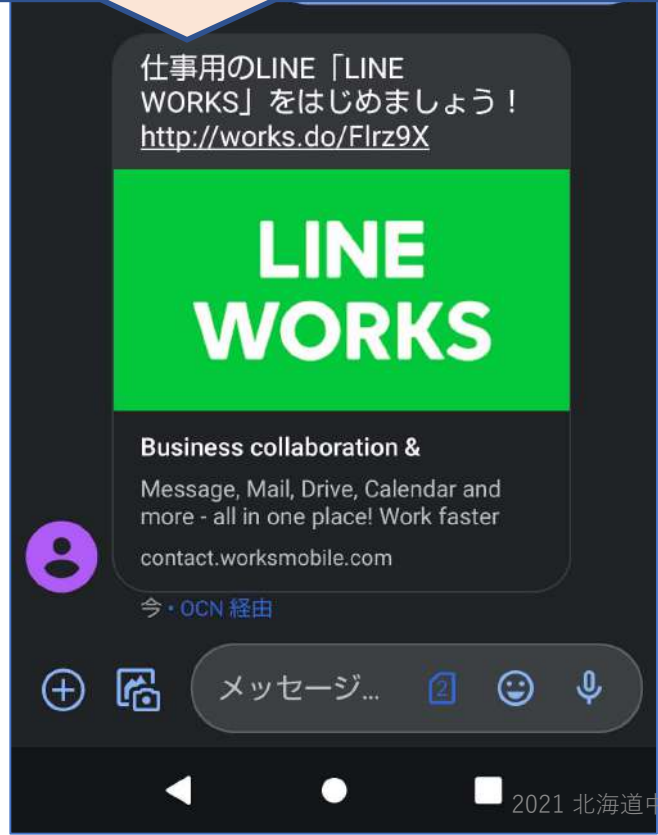 仕事用のLINE「LINE
WORKS」をはじめましょう！
http://works.do/FIrz9X
LINE
WORKS
Business collaboration &
Message, Mail, Drive, Calendar and
more - all in one place! Work faster
contact.worksmobile.com
今・OCN 経由
メッセージ... 2
2021 北海道中